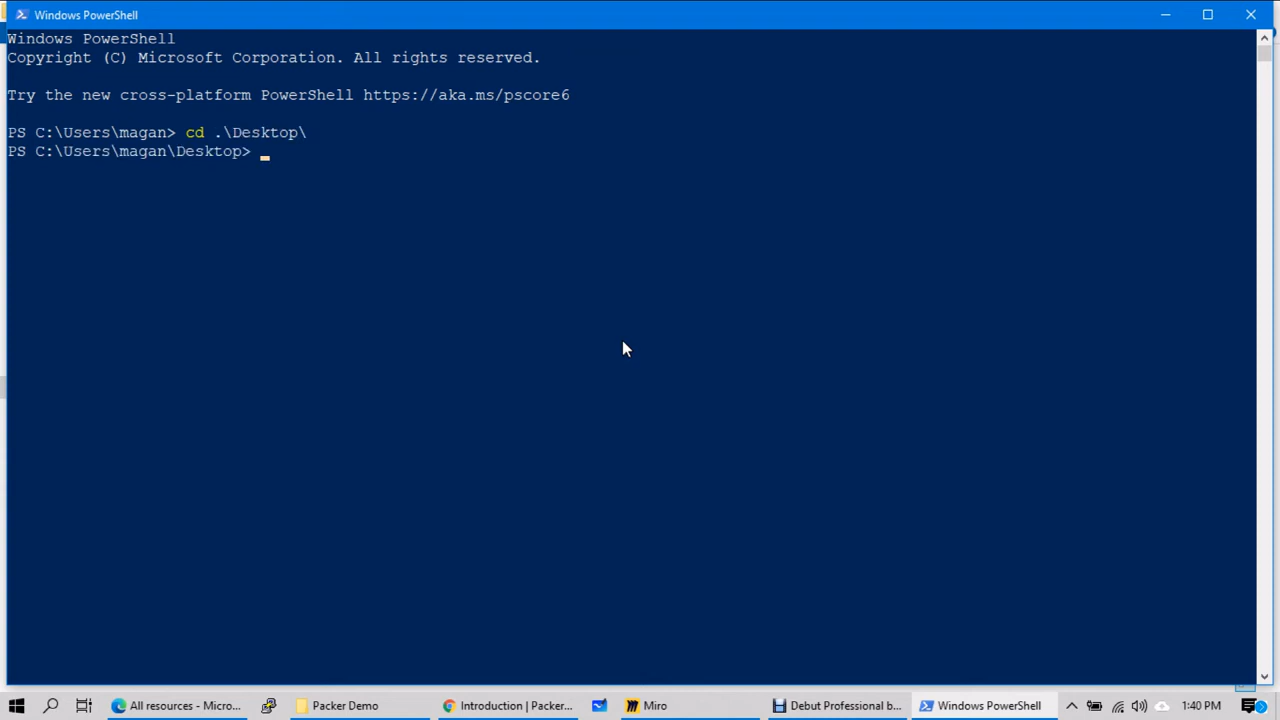 Windows PowerShell
Windows PowerShell
Copyright (C) Microsoft Corporation. All rights reserved.
Try the new cross-platform PowerShell https://aka.ms/pscore6
PS C:\Users\magan> cd .\Desktop\
PS C:\Users\magan\Desktop>
All resources - Micro...
Packer Demo
Introduction | Packer...
Miro
Debut Professional b...
Windows PowerShell
1:40 PM